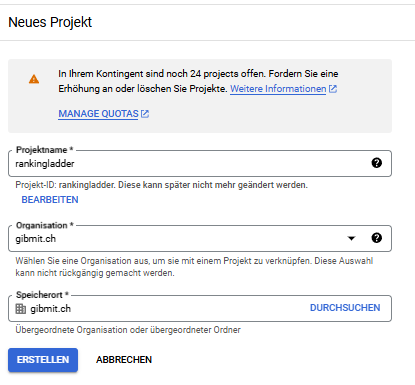 Neues Projekt
In Ihrem Kontingent sind noch 24 projects offen. Fordern Sie eine
Erhöhung an oder löschen Sie Projekte. Weitere Informationen
MANAGE QUOTAS
Projektname *
rankingladder
Projekt-ID: rankingladder. Diese kann später nicht mehr geändert werden.
BEARBEITEN
Organisation *
gibmit.ch
Wählen Sie eine Organisation aus, um sie mit einem Projekt zu verknüpfen. Diese Auswahl
kann nicht rückgängig gemacht werden.
Speicherort *
gibmit.ch DURCHSUCHEN
Übergeordnete Organisation oder übergeordneter Ordner
ERSTELLEN ABBRECHEN